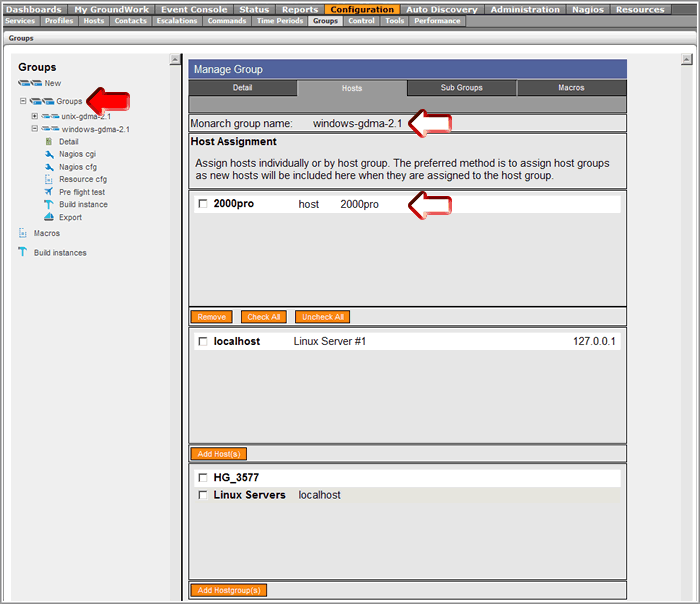 Dashboards My GroundWork Event Console Status Reports Configuration Auto Discovery Administration Nagios Resources
Services Profiles Hosts Contacts Escalations Commands Time Periods Groups Control Tools Performance
Groups
Groups
New
Groups
unix-gdma-2.1
windows-gdma-2.1
Detail
Nagios cgi
Nagios cfg
Resource cfg
Pre flight test
Build instance
Export
Macros
Build instances
Manage Group
Detail Hosts Sub Groups Macros
Monarch group name: windows-gdma-2.1
Host Assignment
Assign hosts individually or by host group. The preferred method is to assign host groups
as new hosts will be included here when they are assigned to the host group.
2000pro host 2000pro
Remove Check All Uncheck All
localhost Linux Server #1 127.0.0.1
Add Host(s)
HG_3577
Linux Servers localhost
Add Hostgroup(s)